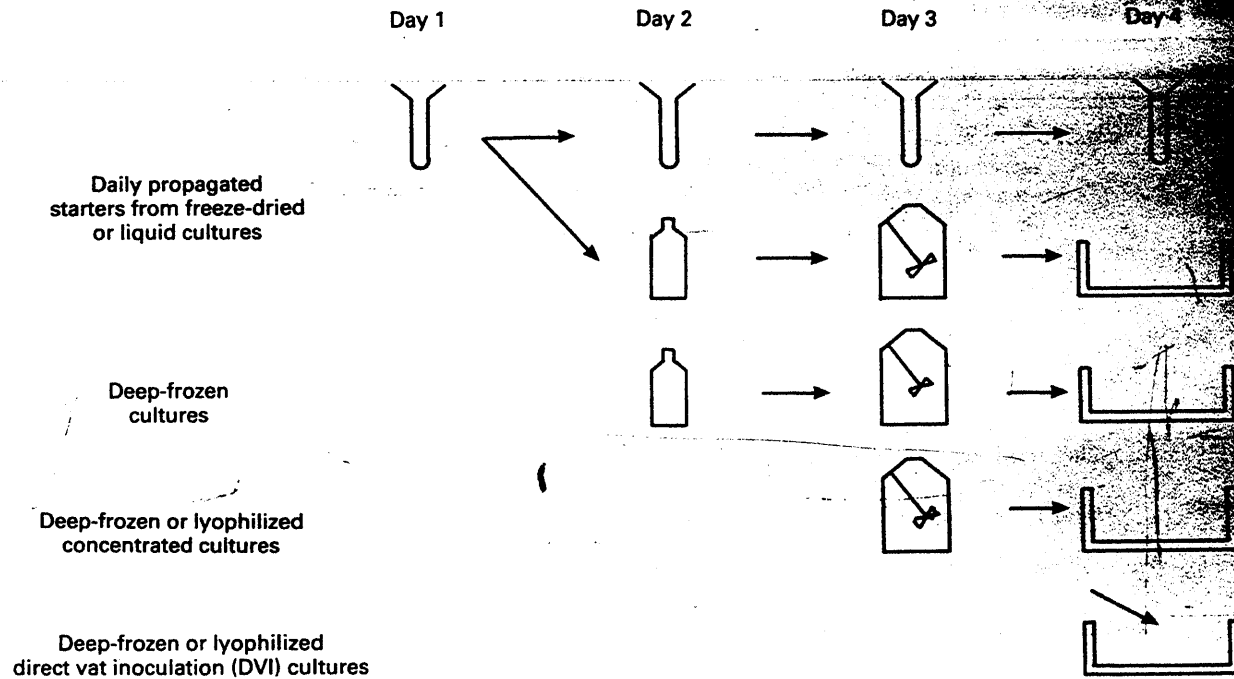 Day 1 Day 2 Day 3 Day 4
Daily propagated
starters from freeze-dried
or liquid cultures
Deep-frozen
cultures
Deep-frozen or lyophilized
concentrated cultures
Deep-frozen or lyophilized
direct vat inoculation (DVI) cultures